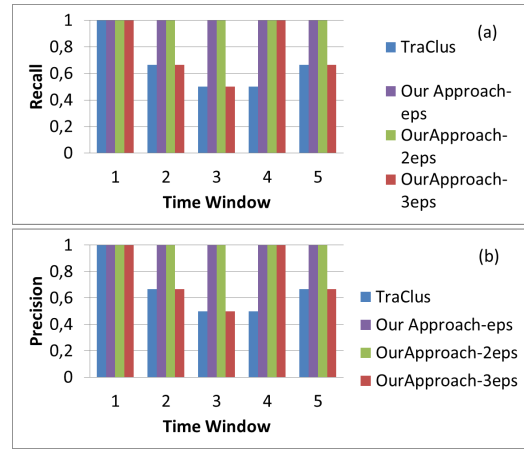 (a)
1
0,8
0,6
0,4
0,2
0
Recall
1 2 3 4 5
Time Window
TraClus
Our Approach-
eps
OurApproach-
2eps
OurApproach-
3eps
(b)
1
0,8
0,6
0,4
0,2
0
Precision
1 2 3 4 5
Time Window
TraClus
Our Approach-eps
OurApproach-2eps
OurApproach-3eps